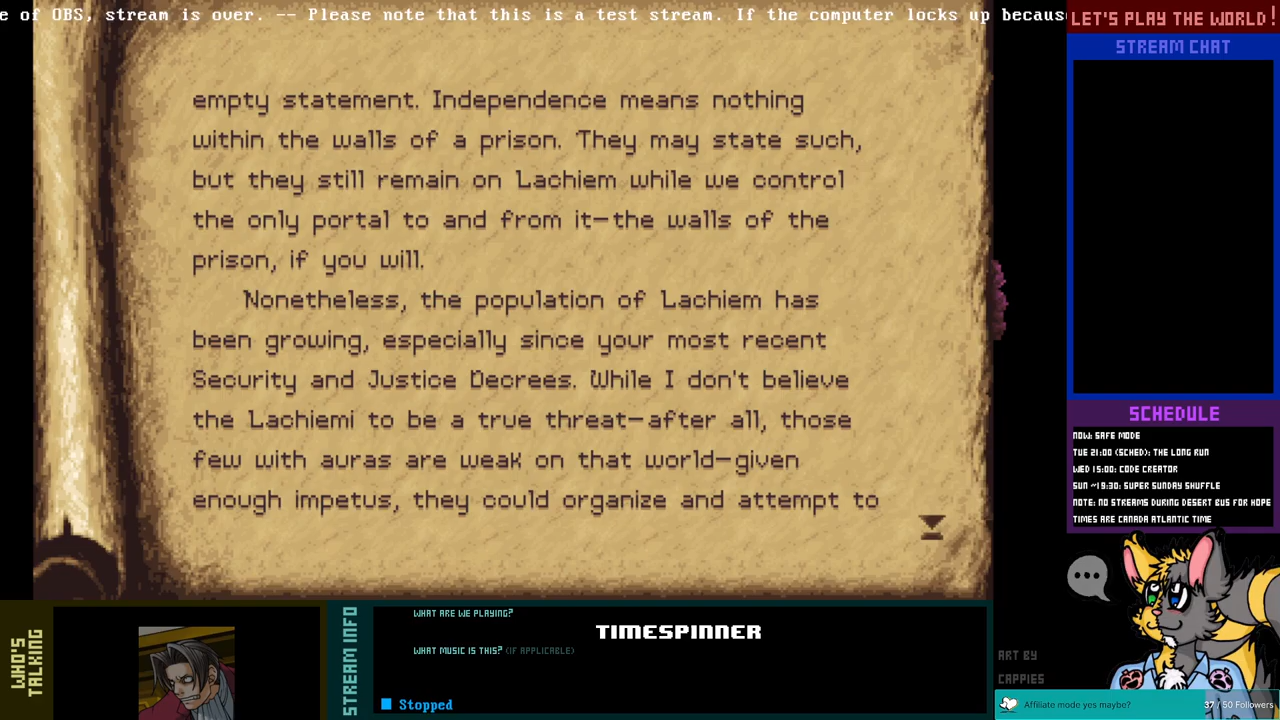 e of OBS, stream is over. -- Please note that this is a test stream. If the computer locks up becaus
LET'S PLAY THE WORLD!
STREAM CHAT
empty statement. Independence means nothing
within the walls of a prison. They may state such,
but they still remain on Lachiem while we control
the only portal to and from it—the walls of the
prison, if you will.
Nonetheless, the population of Lachiem has
been growing, especially since your most recent
Security and Justice Decrees. While I don't believe
the Lachiemi to be a true threat—after all, those
few with auras are weak on that world—given
enough impetus, they could organize and attempt to
SCHEDULE
NOW: SAFE MODE
TUE 21:00 (SCHED): THE LONG RUN
WED 15:00: CODE CREATOR
SUN ~19:30: SUPER SUNDAY SHUFFLE
NOTE: NO STREAMS DURING DESERT BUS FOR HOPE
TIMES ARE CANADA ATLANTIC TIME
WHO'S
TALKING
STREAM INFO
WHAT ARE WE PLAYING?
TIMESPINNER
WHAT MUSIC IS THIS? (IF APPLICABLE)
Stopped
ART BY
CAPPIES
Affiliate mode yes maybe?
37 / 50 Followers